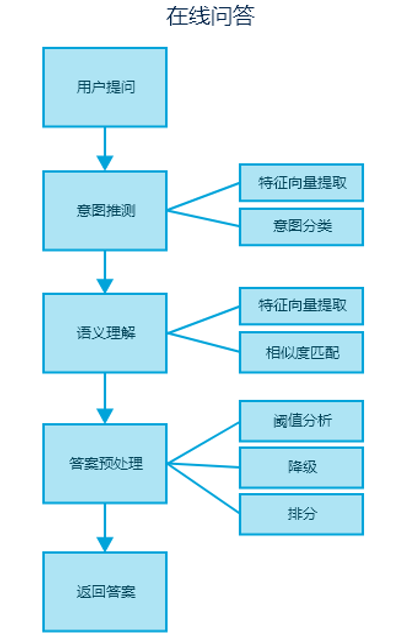 在线问答
用户提问
意图推测
特征向量提取
意图分类
语义理解
特征向量提取
相似度匹配
答案预处理
阈值分析
降级
排分
返回答案